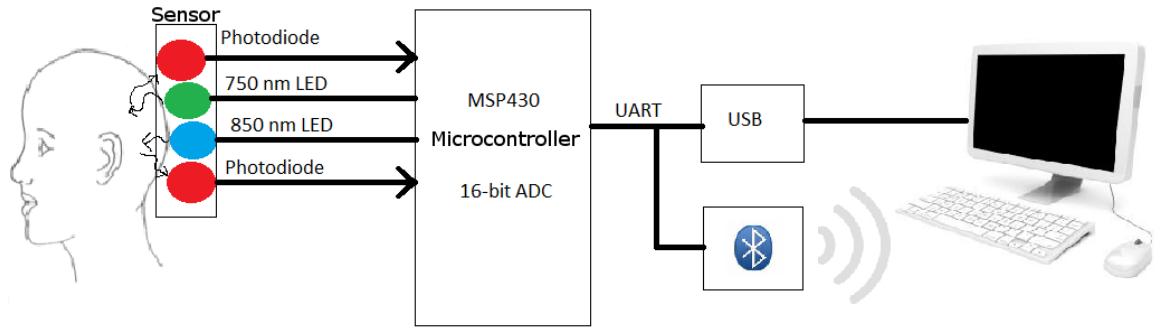 Sensor
Photodiode
750 nm LED
850 nm LED
Photodiode
MSP430
Microcontroller
16-bit ADC
UART
USB